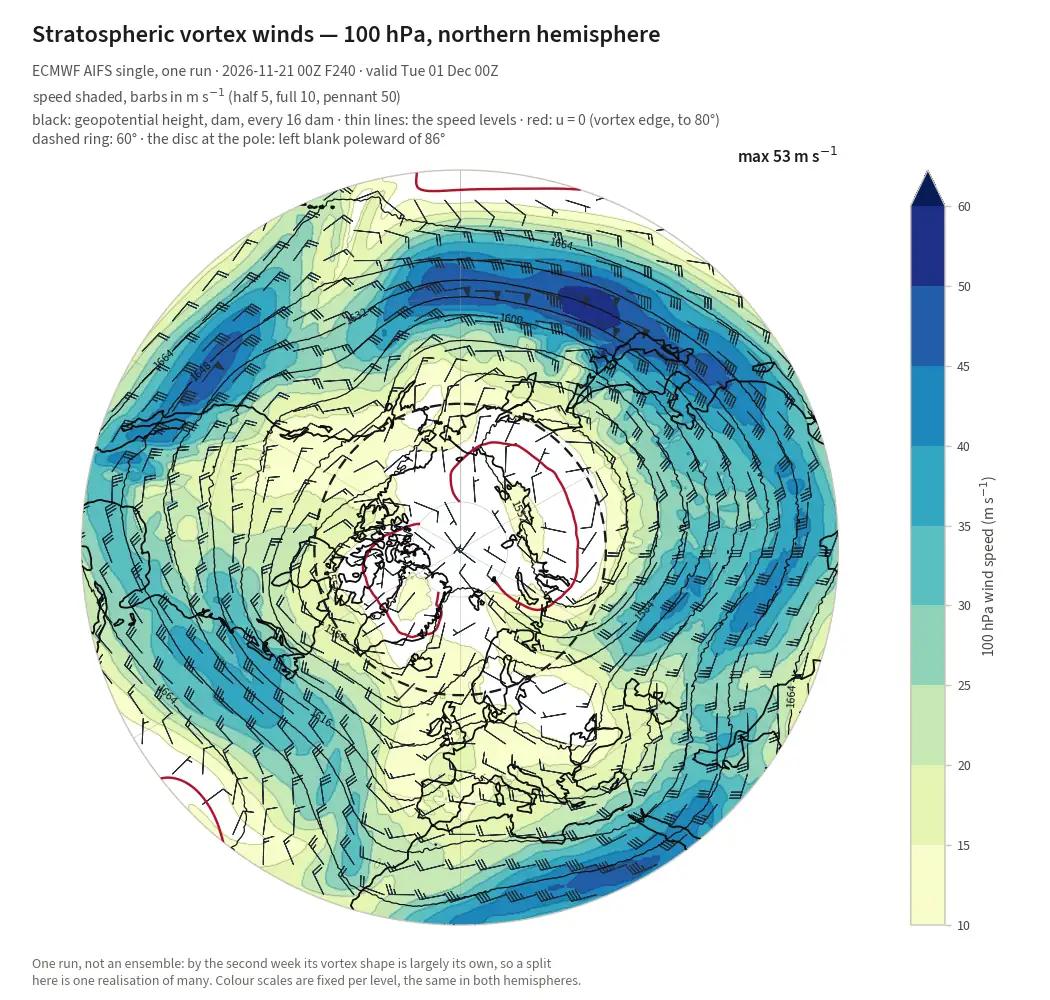 Stratospheric vortex winds — 100 hPa, northern hemisphere
ECMWF AIFS single, one run · 2026-11-21 00Z F240 · valid Tue 01 Dec 00Z
speed shaded, barbs in m s⁻¹ (half 5, full 10, pennant 50)
black: geopotential height, dam, every 16 dam · thin lines: the speed levels · red: u = 0 (vortex edge, to 80°)
dashed ring: 60° · the disc at the pole: left blank poleward of 86°
max 53 m s⁻¹
60
50
45
40
35
30
25
20
15
10
100 hPa wind speed (m s⁻¹)
1664
1632
1600
1664
1648
1568
1664
1616
1664
One run, not an ensemble: by the second week its vortex shape is largely its own, so a split
here is one realisation of many. Colour scales are fixed per level, the same in both hemispheres.